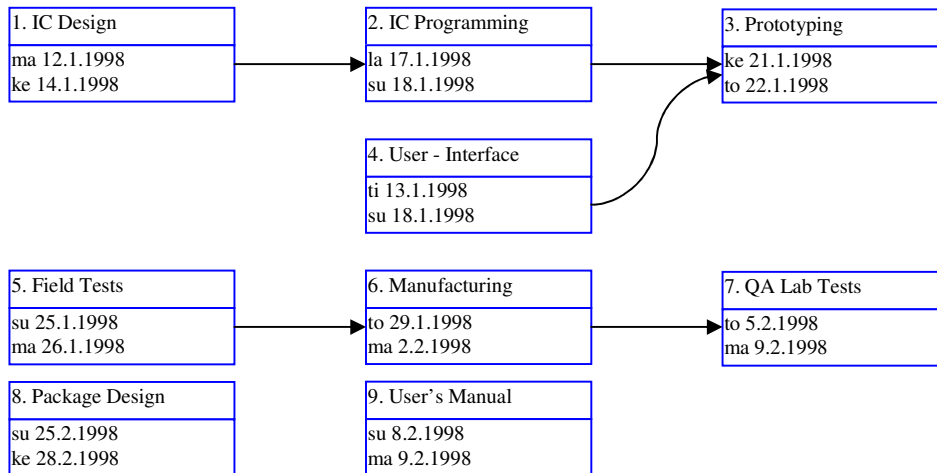 1. IC Design
ma 12.1.1998
ke 14.1.1998
2. IC Programming
la 17.1.1998
su 18.1.1998
3. Prototyping
ke 21.1.1998
to 22.1.1998
4. User - Interface
ti 13.1.1998
su 18.1.1998
5. Field Tests
su 25.1.1998
ma 26.1.1998
6. Manufacturing
to 29.1.1998
ma 2.2.1998
7. QA Lab Tests
to 5.2.1998
ma 9.2.1998
8. Package Design
su 25.2.1998
ke 28.2.1998
9. User's Manual
su 8.2.1998
ma 9.2.1998